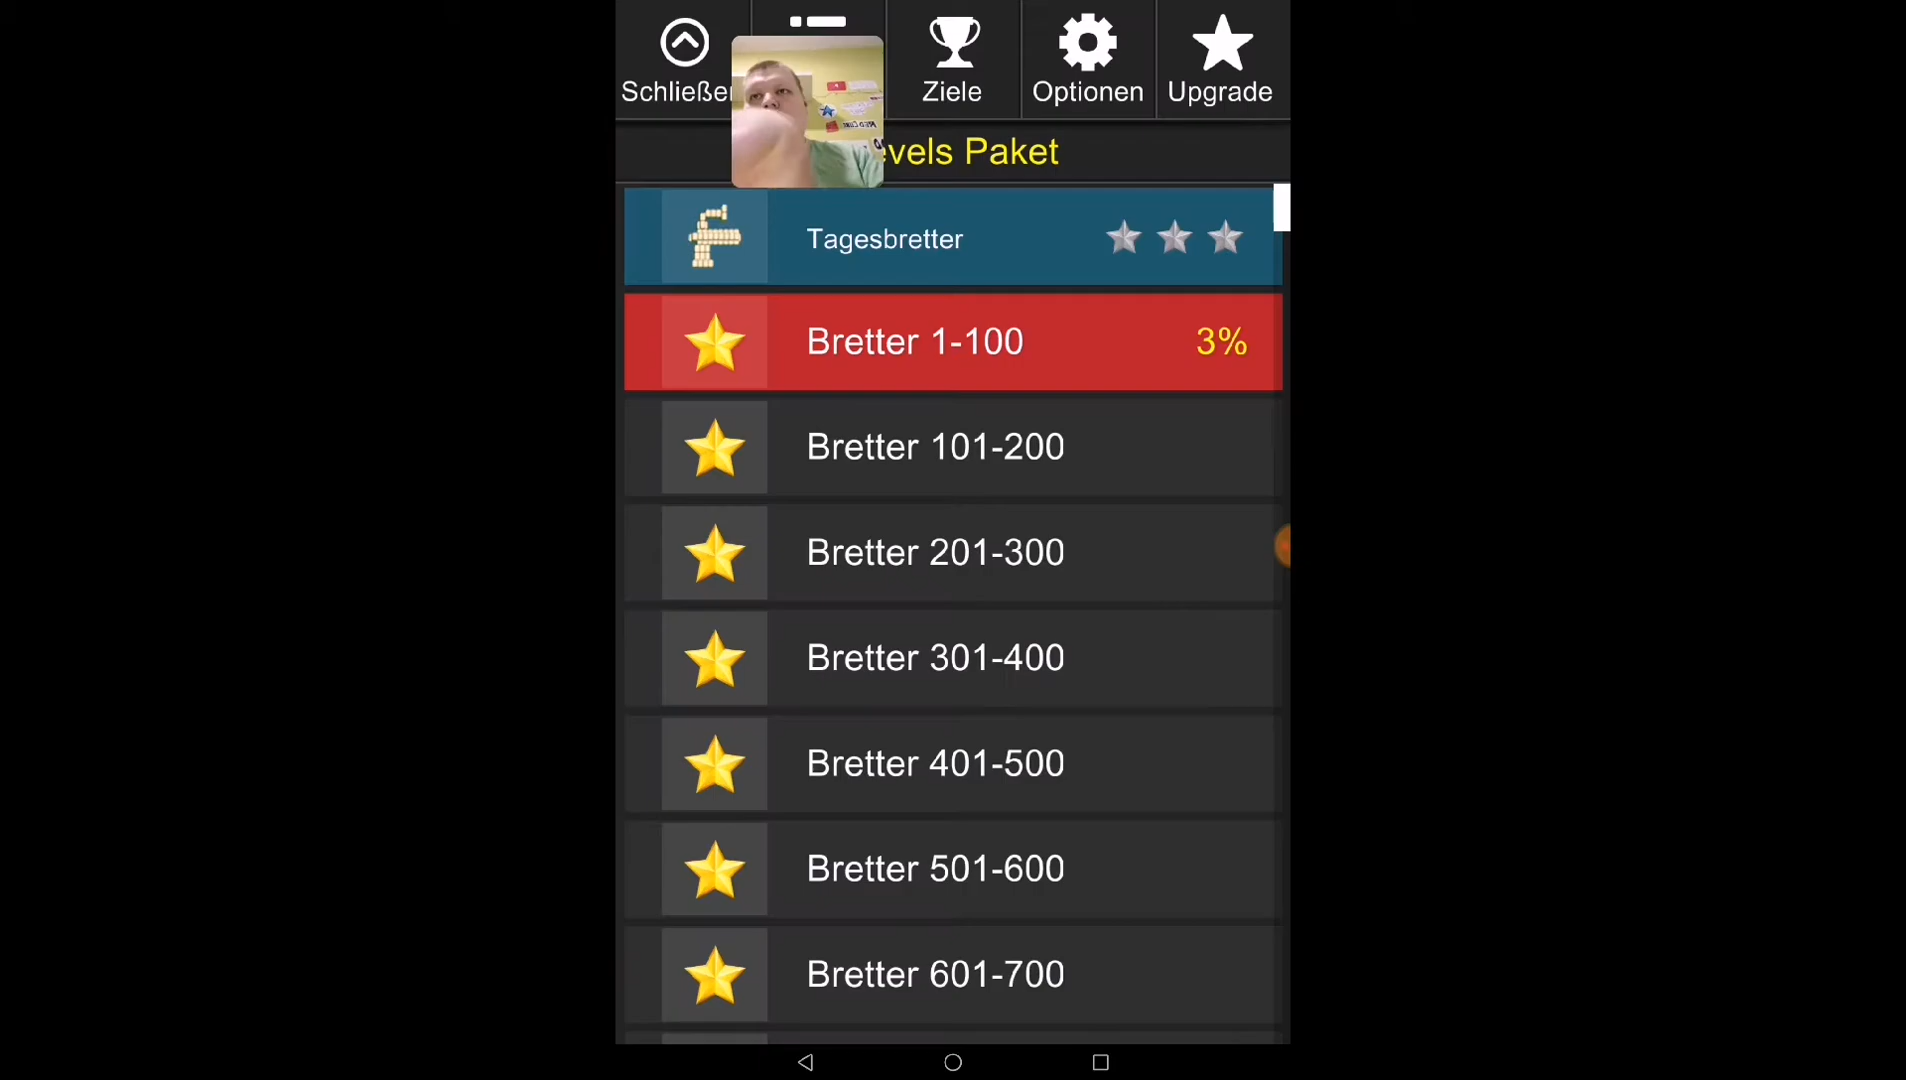 Schließe
Ziele
Optionen
Upgrade
evels Paket
Tagesbretter
Bretter 1-100
3%
Bretter 101-200
Bretter 201-300
Bretter 301-400
Bretter 401-500
Bretter 501-600
Bretter 601-700